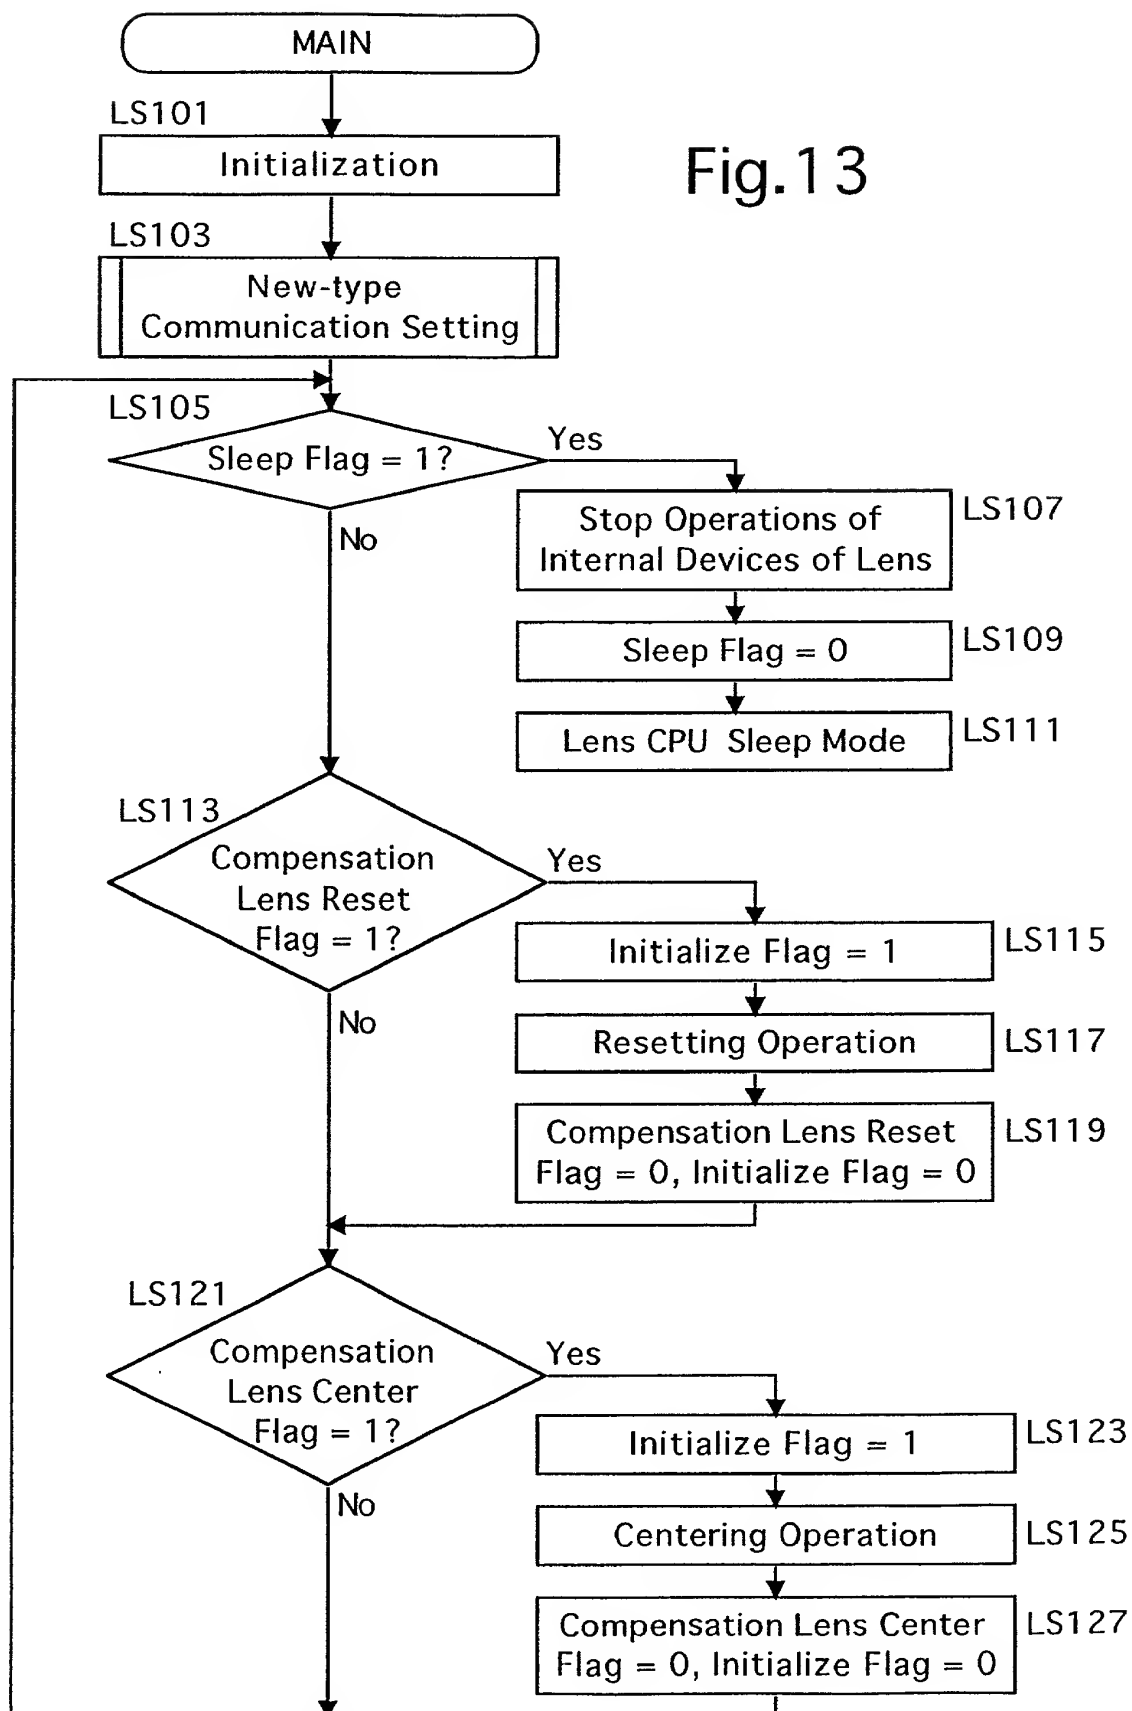 MAIN
LS101
Initialization
Fig.13
LS103
New-type
Communication Setting
LS105
Sleep Flag = 1?
Yes
No
Stop Operations of
Internal Devices of Lens
LS107
Sleep Flag = 0
LS109
Lens CPU Sleep Mode
LS111
LS113
Compensation
Lens Reset
Flag = 1?
Yes
No
Initialize Flag = 1
LS115
Resetting Operation
LS117
Compensation Lens Reset
Flag = 0, Initialize Flag = 0
LS119
LS121
Compensation
Lens Center
Flag = 1?
Yes
No
Initialize Flag = 1
LS123
Centering Operation
LS125
Compensation Lens Center
Flag = 0, Initialize Flag = 0
LS127